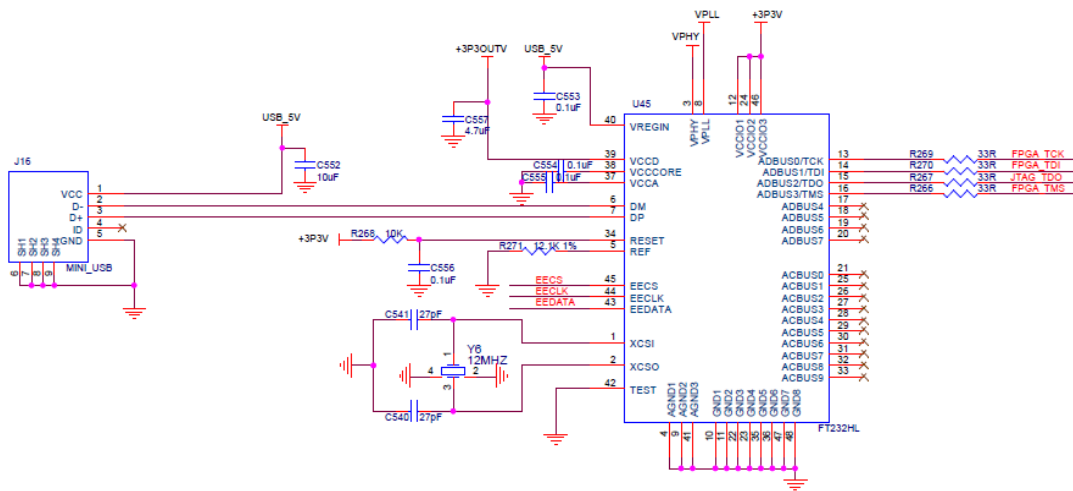 VPLL
+3P3V
VPHY
+3P3OUTV
USB_5V
C553
0.1uF
U45
C557
4.7uF
40
VREGIN
3
8
12
24
46
VPHY
VPLL
VCCIO1
VCCIO2
VCCIO3
USB_5V
J16
C552
10uF
VCC
1
D-
2
D+
3
ID
4
GND
5
SH1
SH2
SH3
SH4
6
7
8
9
MINI_USB
C554
0.1uF
C555
0.1uF
39
VCCD
38
VCCCORE
37
VCCA
6
DM
7
DP
+3P3V
R268
10K
34
RESET
R271
12.1K 1%
5
REF
C556
0.1uF
EECS
45
EECS
EECLK
44
EECLK
EEDATA
43
EEDATA
C541
27pF
1
XCSI
Y6
12MHZ
1
4
2
3
2
XCSO
C540
27pF
42
TEST
ADBUS0/TCK
13
R269
33R
FPGA_TCK
ADBUS1/TDI
14
R270
33R
FPGA_TDI
ADBUS2/TDO
15
R267
33R
JTAG_TDO
ADBUS3/TMS
16
R266
33R
FPGA_TMS
ADBUS4
17
ADBUS5
18
ADBUS6
19
ADBUS7
20
ACBUS0
21
ACBUS1
25
ACBUS2
26
ACBUS3
27
ACBUS4
28
ACBUS5
29
ACBUS6
30
ACBUS7
31
ACBUS8
32
ACBUS9
33
AGND1
AGND2
AGND3
GND1
GND2
GND3
GND4
GND5
GND6
GND7
GND8
4
9
41
10
11
22
23
35
36
47
48
FT232HL